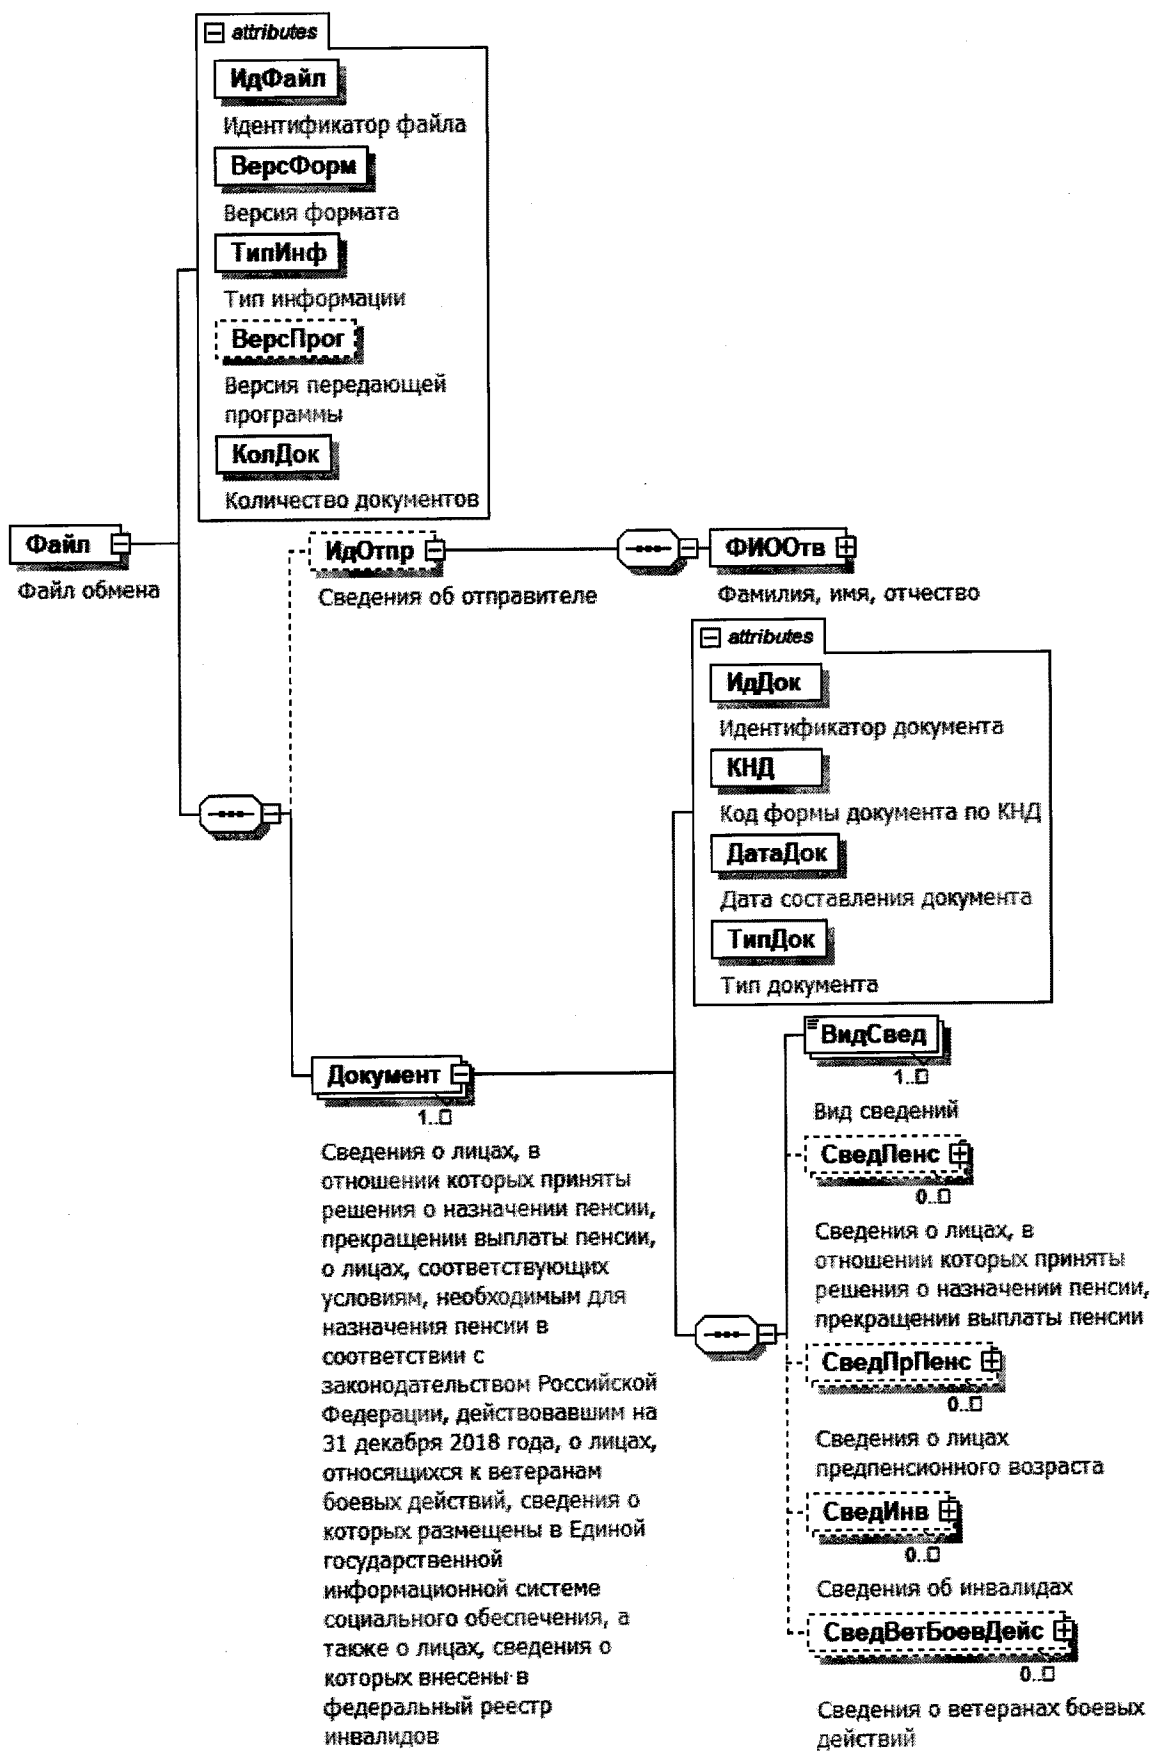 attributes
ИдФайл
Идентификатор файла
ВерсФорм
Версия формата
ТипИнф
Тип информации
ВерсПрог
Версия передающей
программы
КолДок
Количество документов
Файл
Файл обмена
ИдОтпр
Сведения об отправителе
ФИООтв
Фамилия, имя, отчество
attributes
ИдДок
Идентификатор документа
КНД
Код формы документа по КНД
ДатаДок
Дата составления документа
ТипДок
Тип документа
Документ
1..□
Сведения о лицах, в
отношении которых приняты
решения о назначении пенсии,
прекращении выплаты пенсии,
о лицах, соответствующих
условиям, необходимым для
назначения пенсии в
соответствии с
законодательством Российской
Федерации, действовавшим на
31 декабря 2018 года, о лицах,
относящихся к ветеранам
боевых действий, сведения о
которых размещены в Единой
государственной
информационной системе
социального обеспечения, а
также о лицах, сведения о
которых внесены в
федеральный реестр
инвалидов
ВидСвед
1..□
Вид сведений
СведПенс
0..□
Сведения о лицах, в
отношении которых приняты
решения о назначении пенсии,
прекращении выплаты пенсии
СведПрПенс
0..□
Сведения о лицах
предпенсионного возраста
СведИнв
0..□
Сведения об инвалидах
СведВетБоевДейс
0..□
Сведения о ветеранах боевых
действий